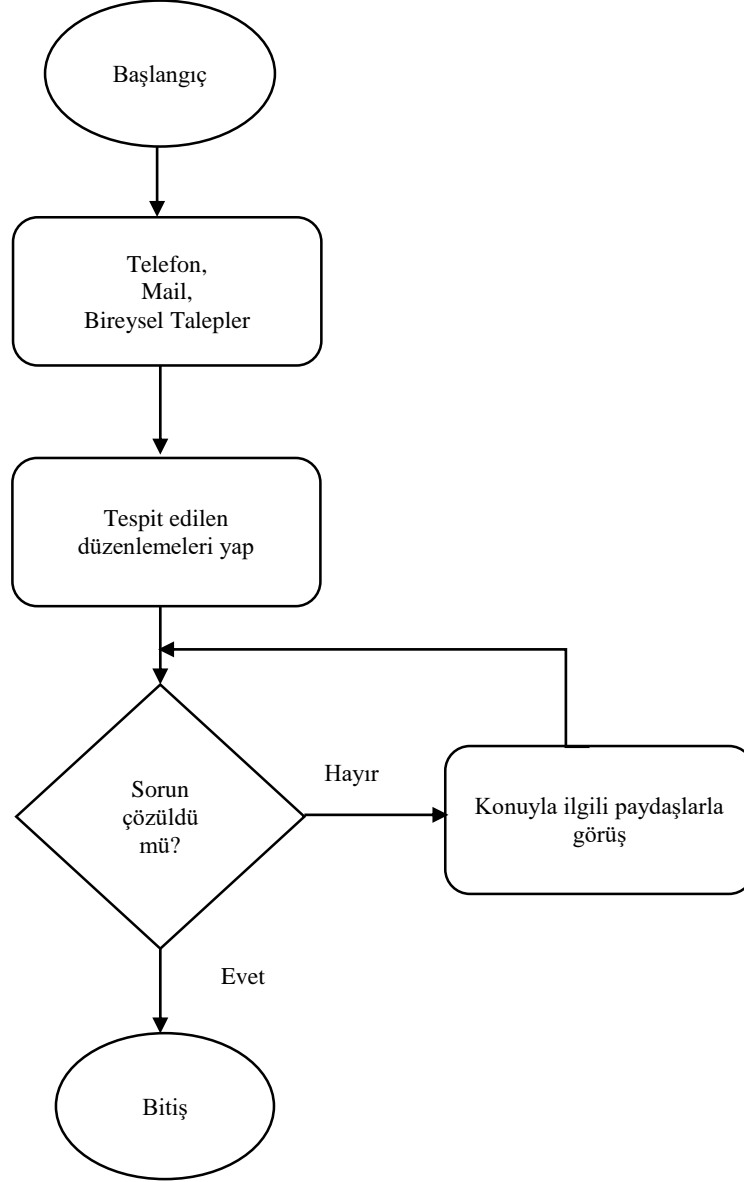 Başlangıç
Telefon,
Mail,
Bireysel Talepler
Tespit edilen
düzenlemeleri yap
Sorun
çözüldü
mü?
Hayır
Konuyla ilgili paydaşlarla
görüş
Evet
Bitiş